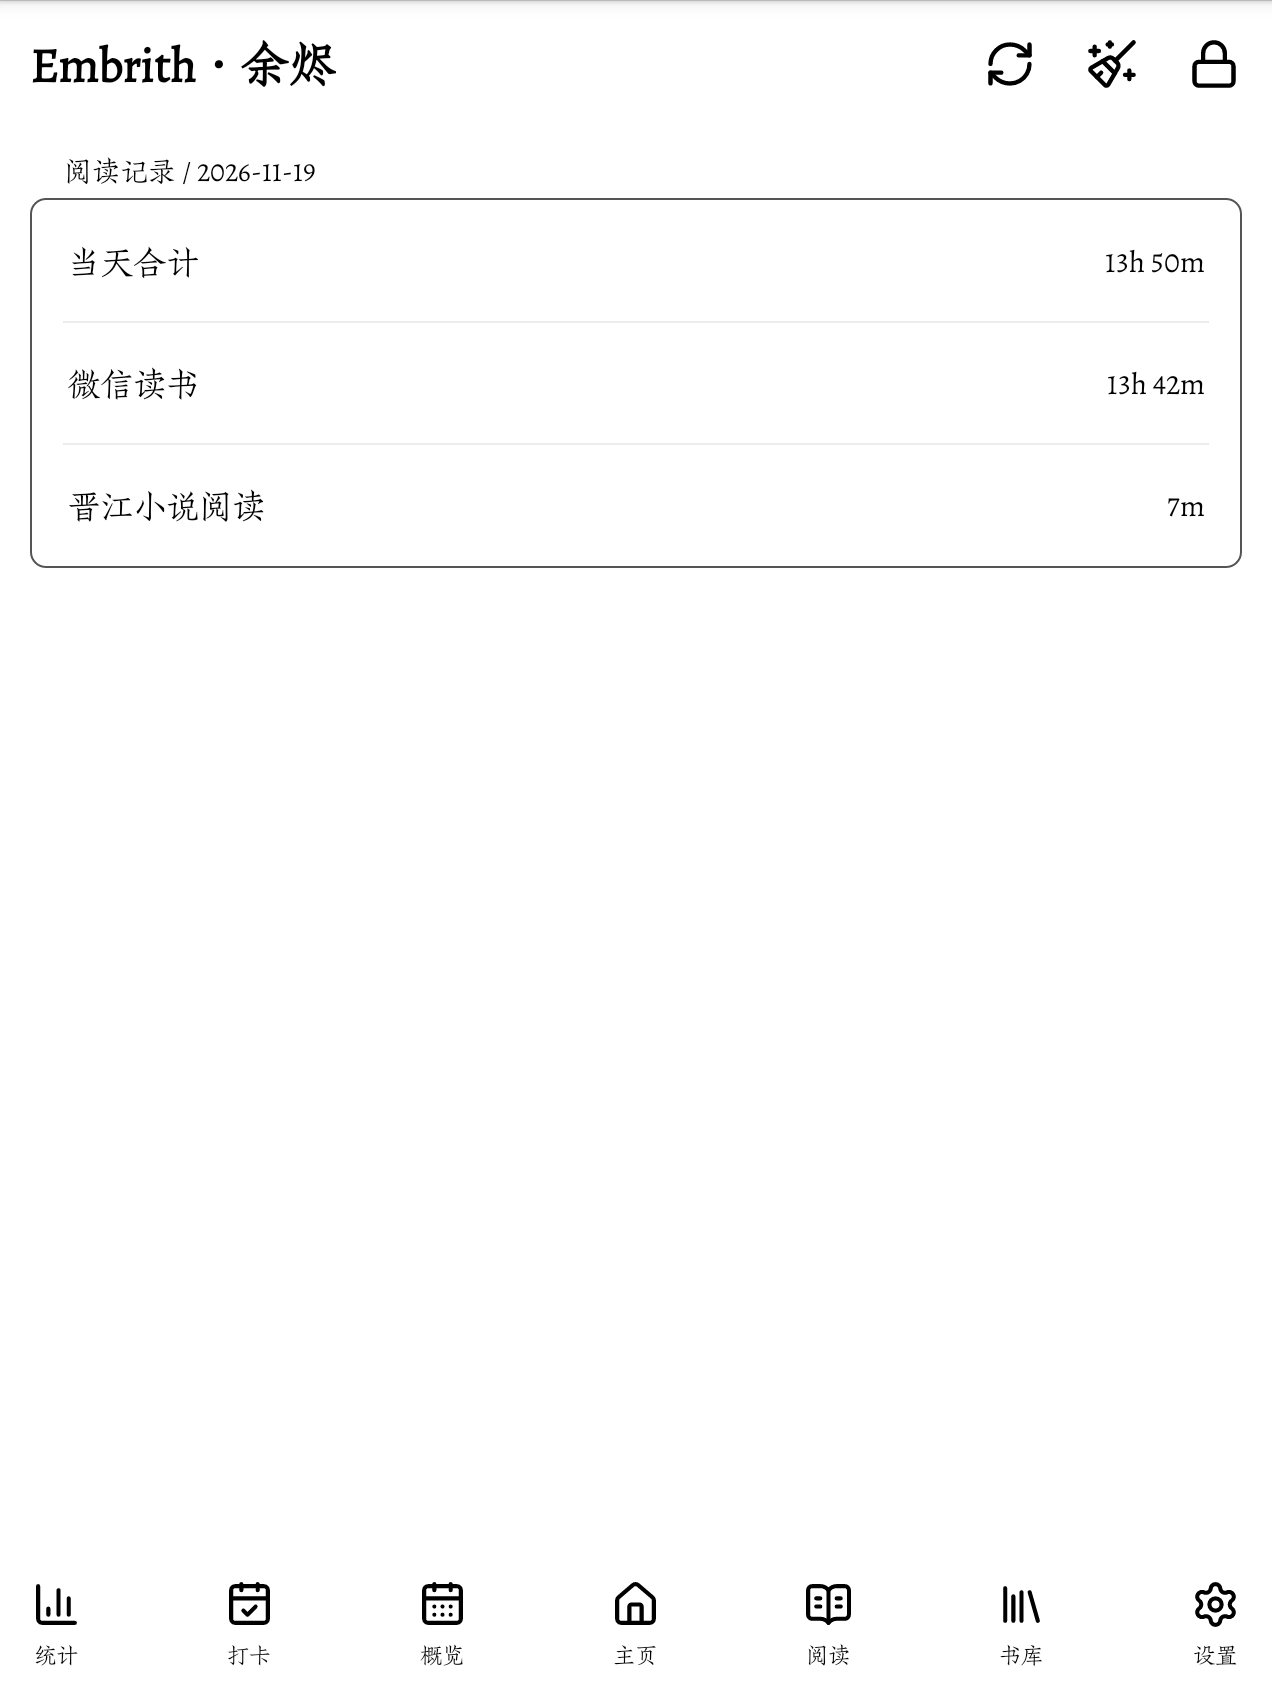 Embrith · 余烬
阅读记录 / 2026-11-19
当天合计 13h 50m
微信读书 13h 42m
晋江小说阅读 7m
统计 打卡 概览 主页 阅读 书库 设置